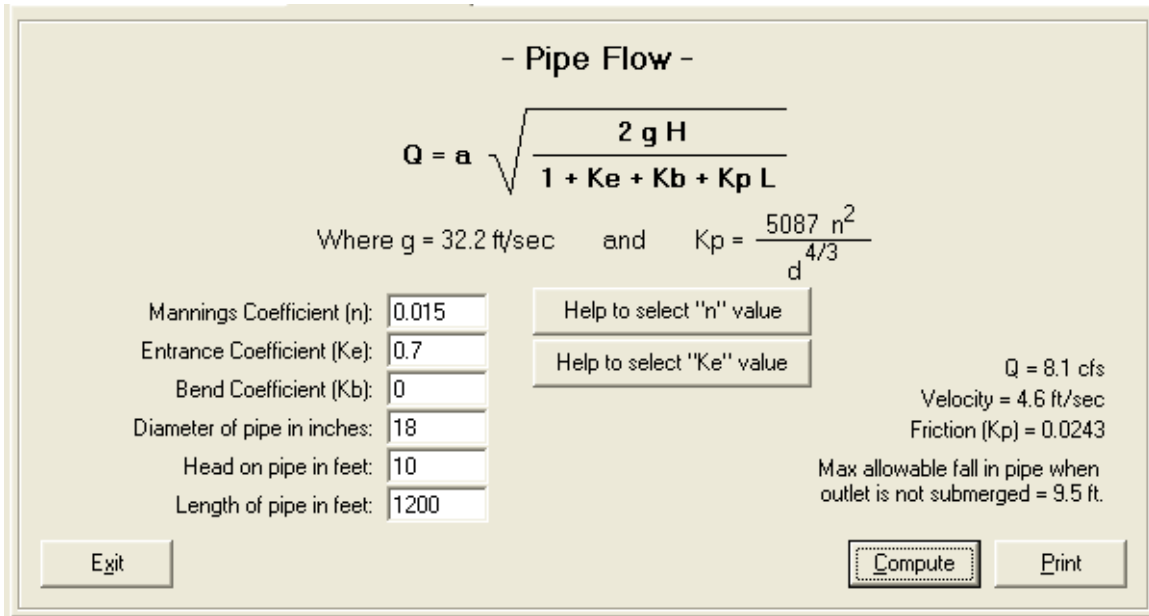 - Pipe Flow -
Q = a √ 2 g H
1 + Ke + Kb + Kp L
Where g = 32.2 ft/sec and Kp = 5087 n²
d 4/3
Mannings Coefficient (n): 0.015
Help to select "n" value
Entrance Coefficient (Ke): 0.7
Help to select "Ke" value
Bend Coefficient (Kb): 0
Diameter of pipe in inches: 18
Head on pipe in feet: 10
Length of pipe in feet: 1200
Q = 8.1 cfs
Velocity = 4.6 ft/sec
Friction (Kp) = 0.0243
Max allowable fall in pipe when
outlet is not submerged = 9.5 ft.
Exit
Compute
Print